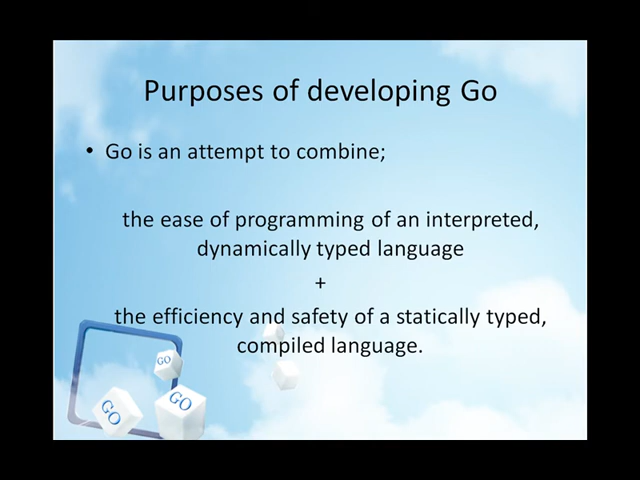 Purposes of developing Go
• Go is an attempt to combine;
the ease of programming of an interpreted,
dynamically typed language
+
the efficiency and safety of a statically typed,
compiled language.
GO
GO
GO